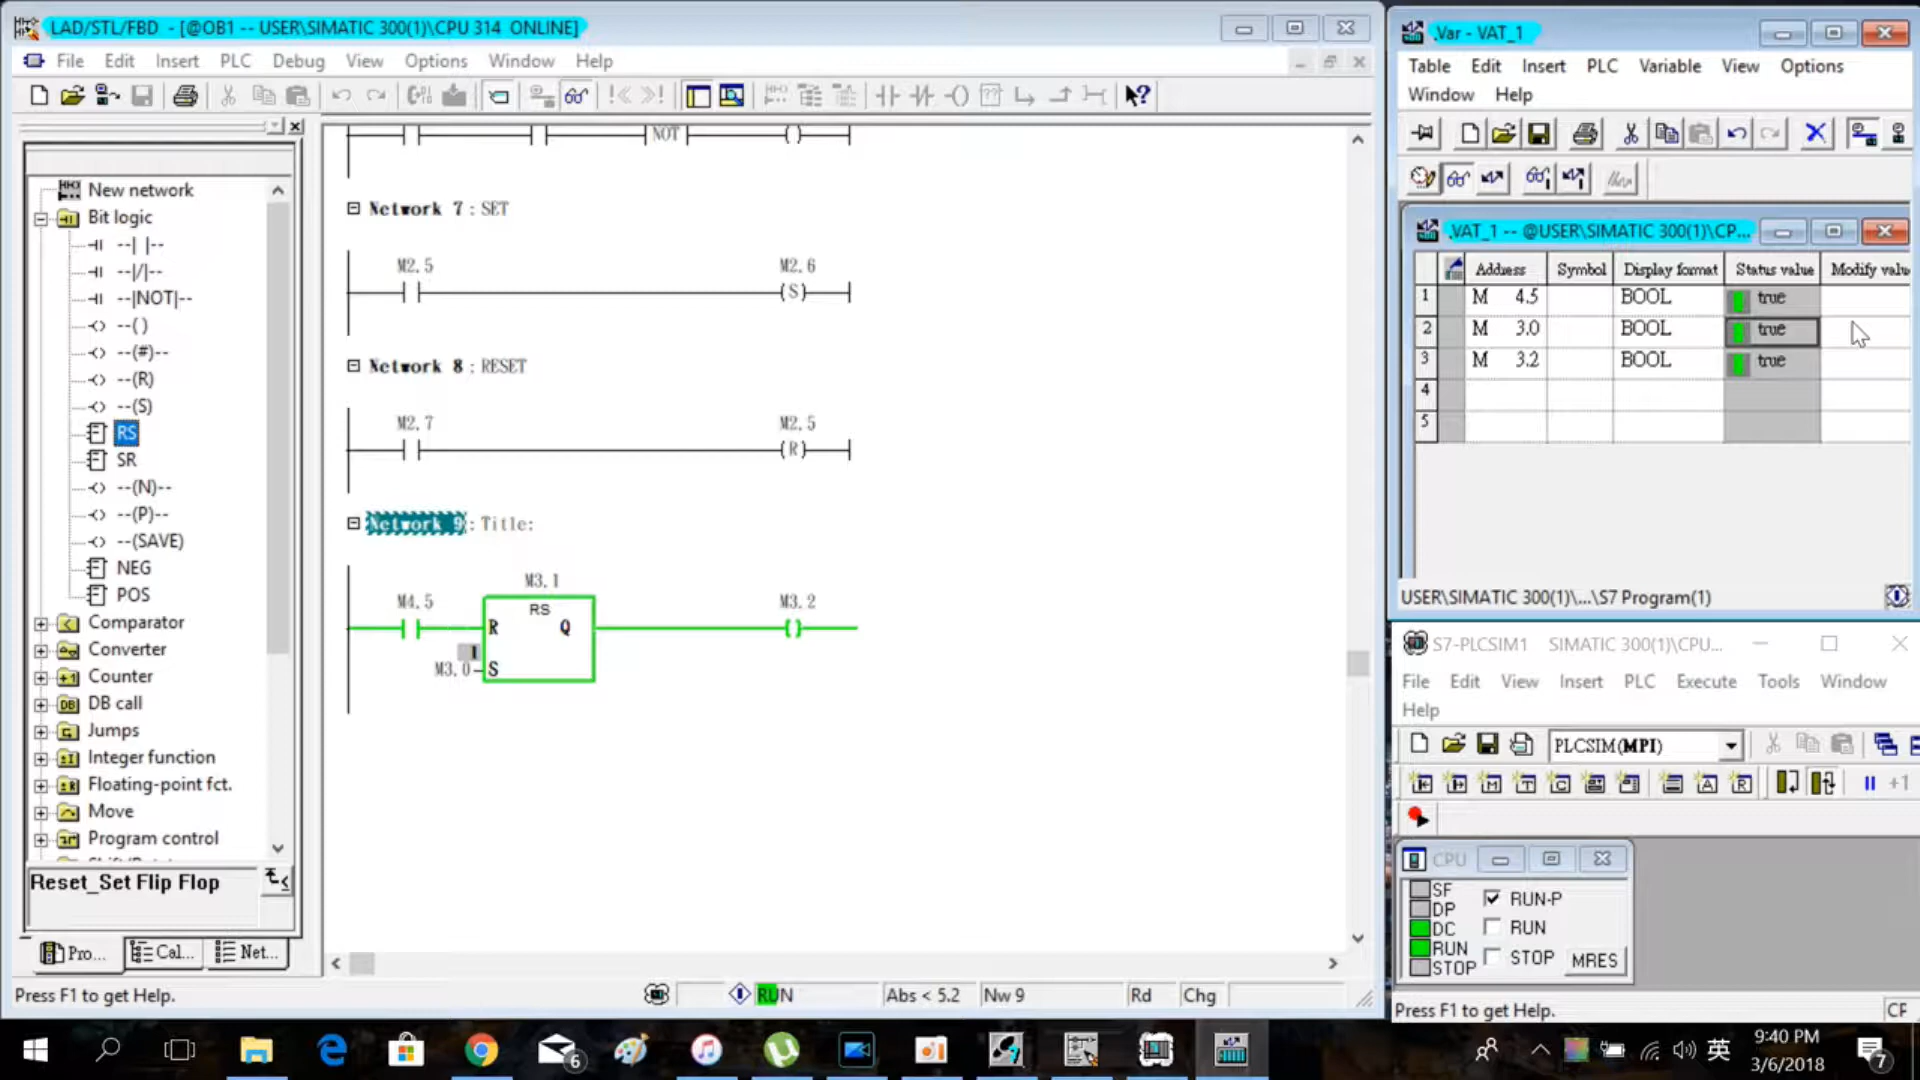 LAD/STL/FBD - [@OB1 -- USER\SIMATIC 300(1)\CPU 314 ONLINE]
File Edit Insert PLC Debug View Options Window Help
New network
Bit logic
--| |--
--|/|--
--|NOT|--
--( )
--(#)--
--(R)
--(S)
RS
SR
--(N)--
--(P)--
--(SAVE)
NEG
POS
Comparator
Converter
Counter
DB call
Jumps
Integer function
Floating-point fct.
Move
Program control
Reset_Set Flip Flop
Pro... Cal... Net...
NOT
( )
Network 7 : SET
M2.5 M2.6
(S)
Network 8 : RESET
M2.7 M2.5
(R)
Network 9 : Title:
M3.1
M4.5 RS M3.2
R Q ( )
1
M3.0 S
Press F1 to get Help.
RUN Abs < 5.2 Nw 9 Rd Chg
Var - VAT_1
Table Edit Insert PLC Variable View Options
Window Help
VAT_1 -- @USER\SIMATIC 300(1)\CP...
Address Symbol Display format Status value Modify valu
1 M 4.5 BOOL true
2 M 3.0 BOOL true
3 M 3.2 BOOL true
4
5
USER\SIMATIC 300(1)\...\S7 Program(1)
S7-PLCSIM1 SIMATIC 300(1)\CPU...
File Edit View Insert PLC Execute Tools Window
Help
PLCSIM(MPI)
+1
CPU
SF
DP
DC
RUN
STOP
RUN-P
RUN
STOP MRES
Press F1 to get Help. CF
6
英
9:40 PM
3/6/2018
7